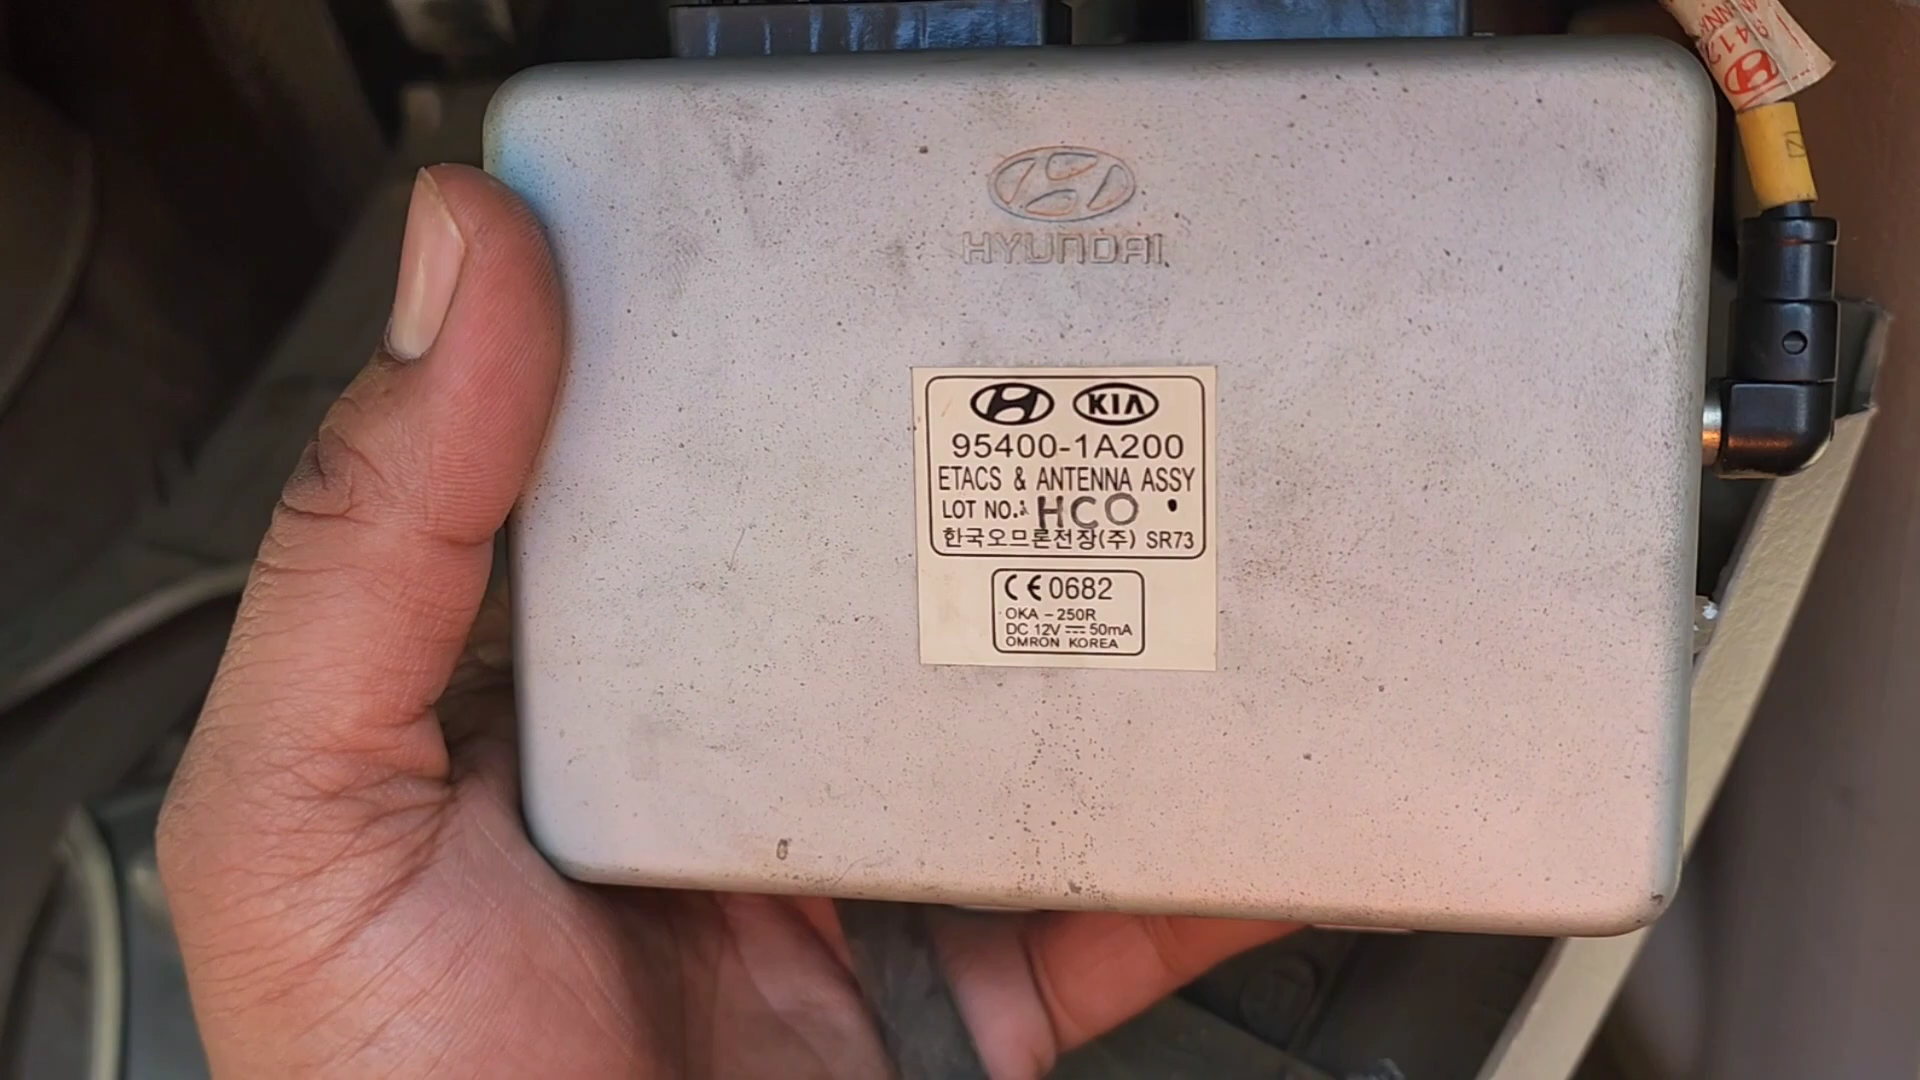 HYUNDAI
KIA
95400-1A200
ETACS & ANTENNA ASSY
LOT NO.: HCO
한국오므론전장(주) SR73
CE 0682
OKA-250R
DC 12V ⎓ 50mA
OMRON KOREA